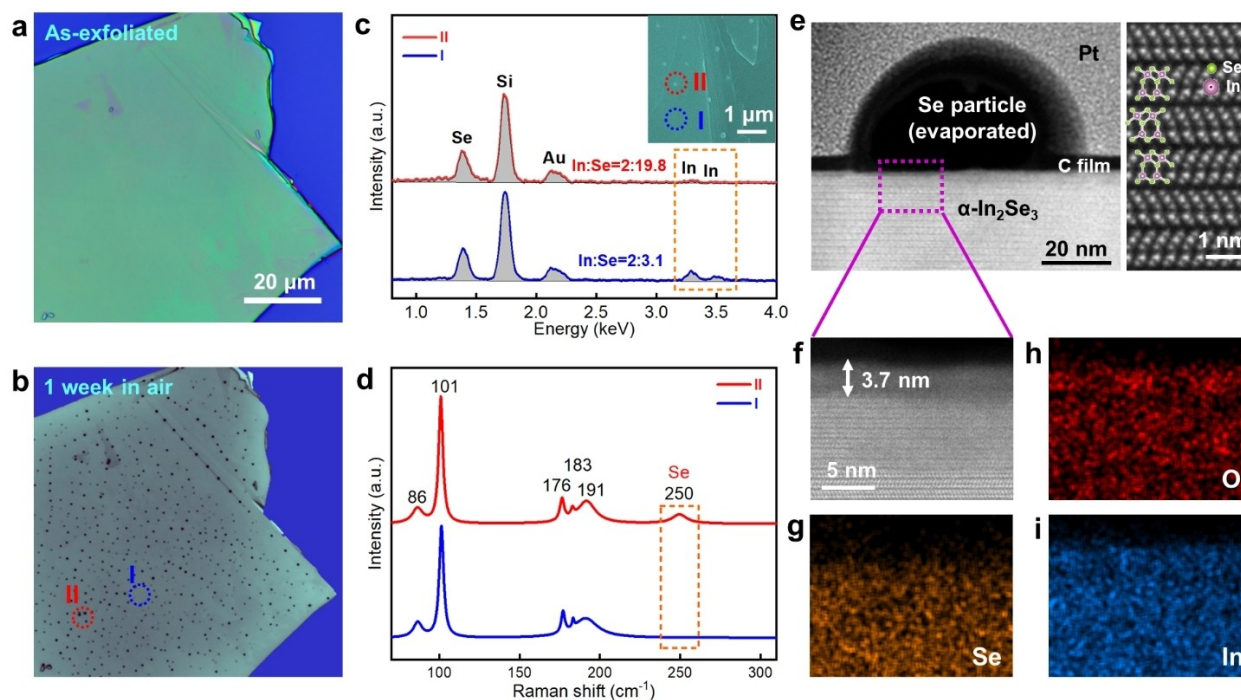 a
As-exfoliated
20 µm
b
1 week in air
I
II
20 µm
c
II
I
Si
Se
Au
In:Se=2:19.8
In In
In:Se=2:3.1
II
I
1 µm
Intensity (a.u.)
1.0 1.5 2.0 2.5 3.0 3.5 4.0
Energy (keV)
d
II
I
101
86
176
183
191
Se
250
Intensity (a.u.)
100 150 200 250 300
Raman shift (cm⁻¹)
e
Pt
Se particle
(evaporated)
C film
α-In₂Se₃
20 nm
Se
In
1 nm
f
3.7 nm
5 nm
g
Se
h
O
i
In